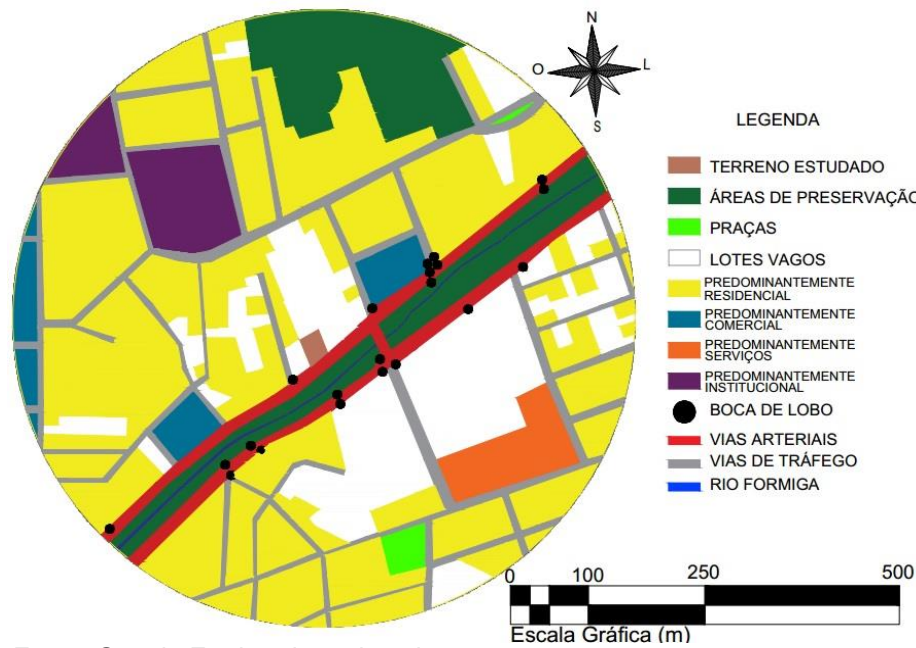 N
O
L
S
LEGENDA
TERRENO ESTUDADO
ÁREAS DE PRESERVAÇÃO
PRAÇAS
LOTES VAGOS
PREDOMINANTEMENTE
RESIDENCIAL
PREDOMINANTEMENTE
COMERCIAL
PREDOMINANTEMENTE
SERVIÇOS
PREDOMINANTEMENTE
INSTITUCIONAL
BOCA DE LOBO
VIAS ARTERIAIS
VIAS DE TRÁFEGO
RIO FORMIGA
0 100 250 500
Escala Gráfica (m)